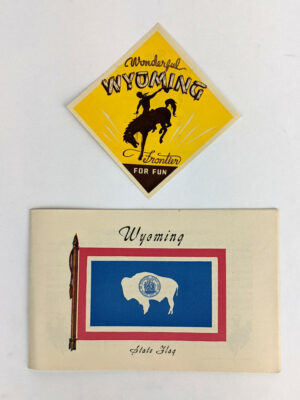 Wonderful
WYOMING
Frontier
FOR FUN
Wyoming
State Flag